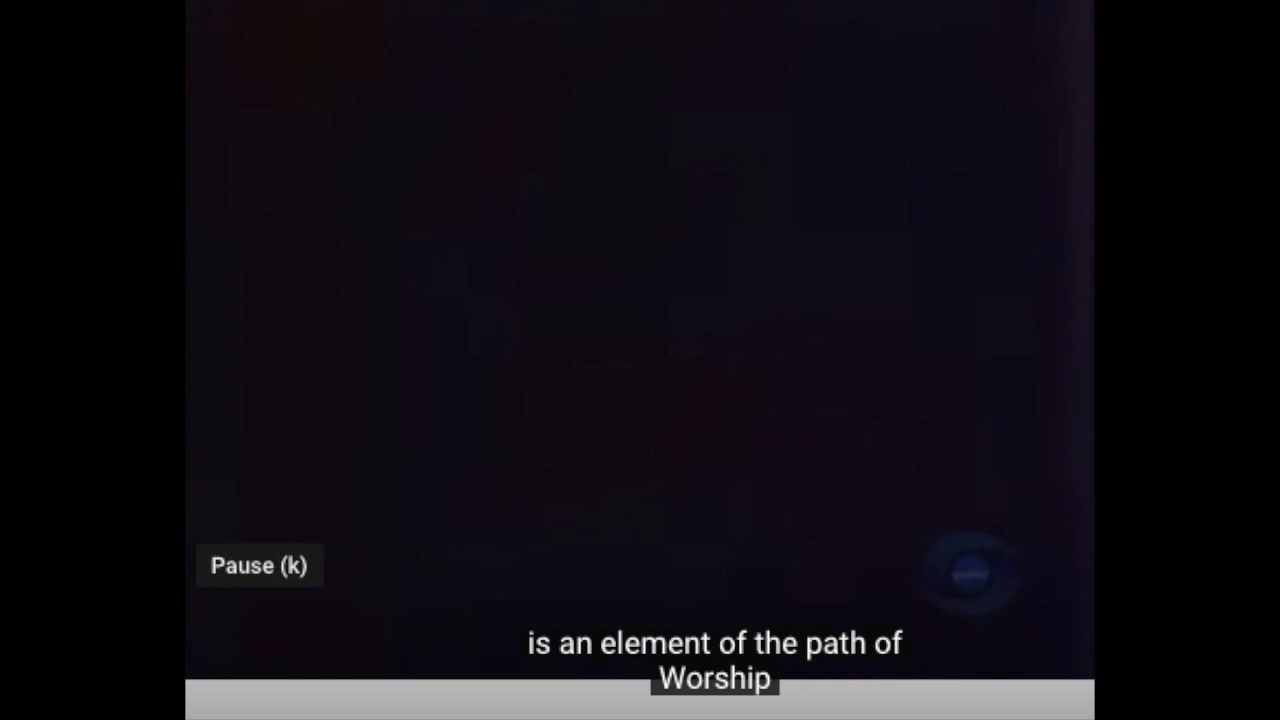 Pause (k)
is an element of the path of
Worship